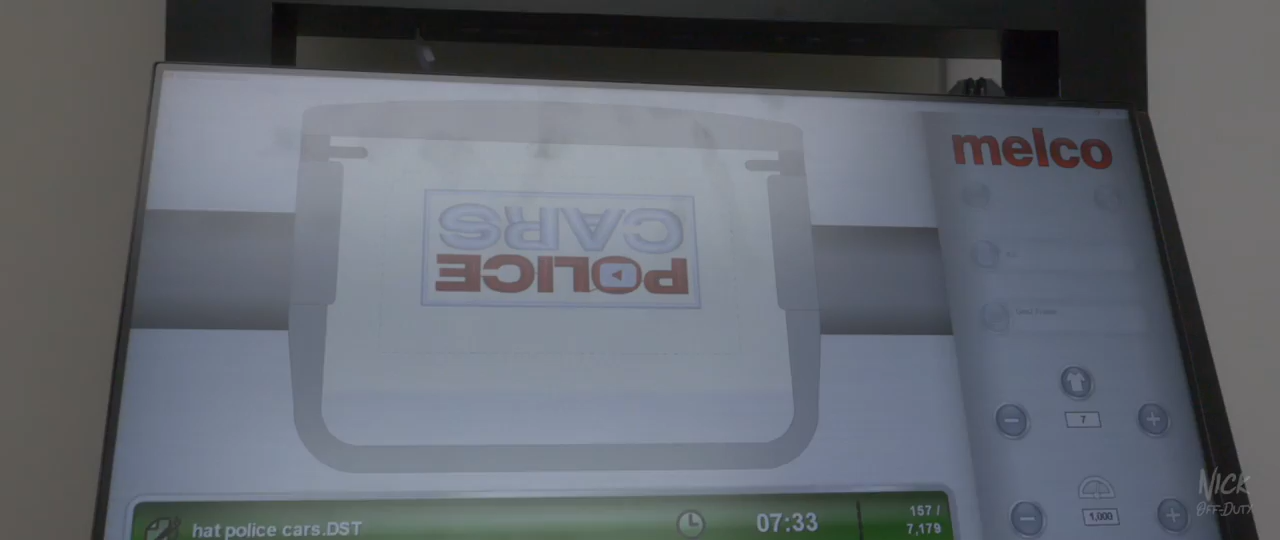 melco
CARS
POLICE
7
1,000
hat police cars.DST
07:33
157 /
7,179
NICK
OFF-DUTY